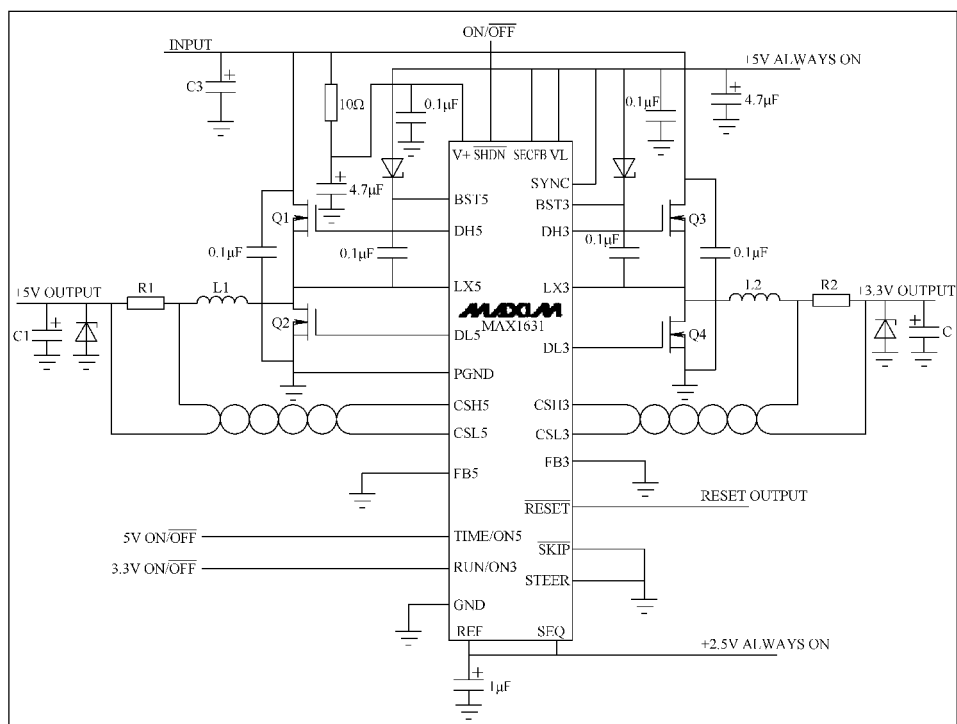 ON/OFF
INPUT
+5V ALWAYS ON
C3
10Ω
0.1µF
0.1µF
4.7µF
V+ SHDN SECFB VL
4.7µF
SYNC
BST5
BST3
Q1
DH5
DH3
Q3
0.1µF
0.1µF
0.1µF
0.1µF
+5V OUTPUT
R1
L1
LX5
LX3
L2
R2
+3.3V OUTPUT
MAXIM
MAX1631
C1
Q2
DL5
DL3
Q4
C
PGND
CSH5
CSH3
CSL5
CSL3
FB5
FB3
RESET
RESET OUTPUT
5V ON/OFF
TIME/ON5
SKIP
3.3V ON/OFF
RUN/ON3
STEER
GND
REF
SEQ
+2.5V ALWAYS ON
1µF